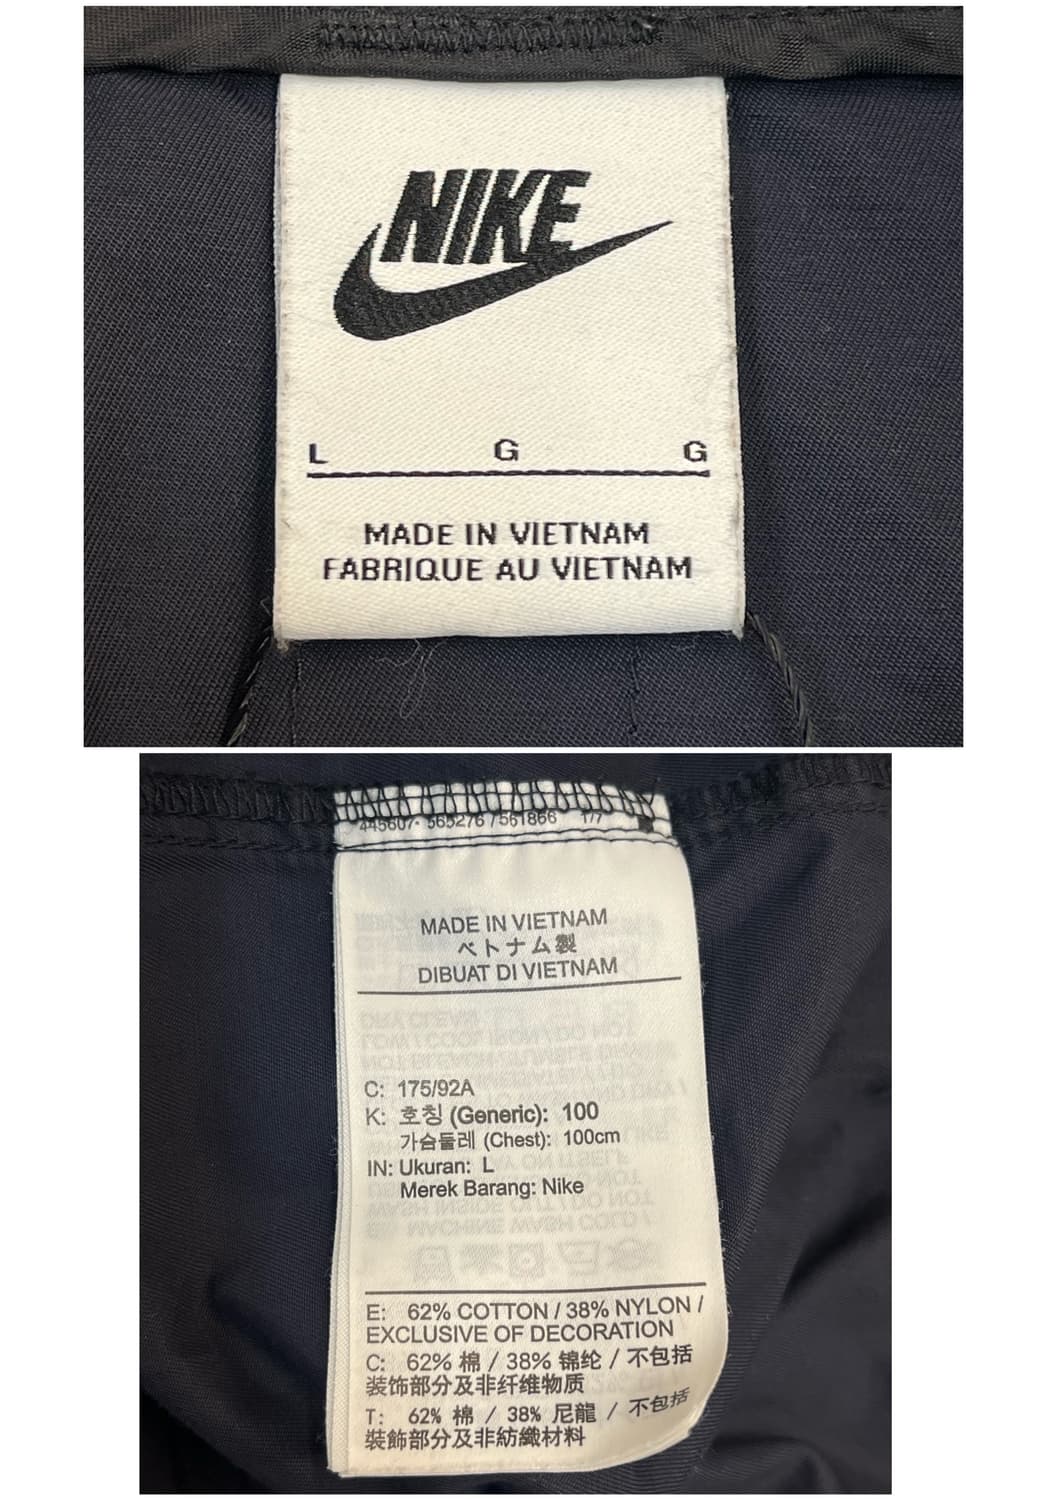 NIKE
L G G
MADE IN VIETNAM
FABRIQUE AU VIETNAM
445607- 565276 / 561866 1/7
MADE IN VIETNAM
ベトナム製
DIBUAT DI VIETNAM
C: 175/92A
K: 호칭 (Generic): 100
가슴둘레 (Chest): 100cm
IN: Ukuran: L
Merek Barang: Nike
E: 62% COTTON / 38% NYLON /
EXCLUSIVE OF DECORATION
C: 62% 棉 / 38% 锦纶 / 不包括
装饰部分及非纤维物质
T: 62% 棉 / 38% 尼龍 / 不包括
裝飾部分及非紡織材料